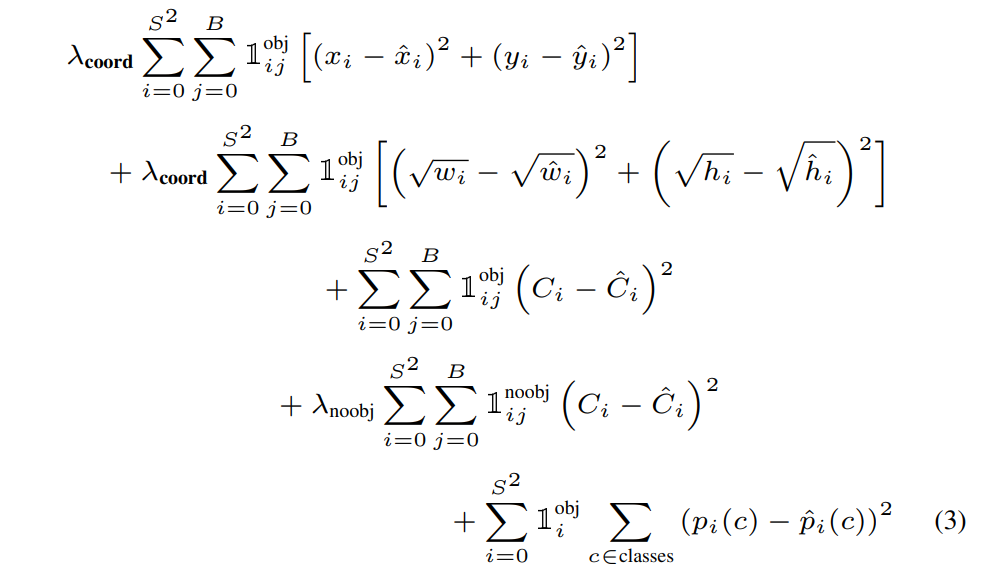 λ_coord ∑_{i=0}^{S^2} ∑_{j=0}^{B} 𝟙_{ij}^{obj} [(x_i − x̂_i)^2 + (y_i − ŷ_i)^2]
+ λ_coord ∑_{i=0}^{S^2} ∑_{j=0}^{B} 𝟙_{ij}^{obj} [(√w_i − √ŵ_i)^2 + (√h_i − √ĥ_i)^2]
+ ∑_{i=0}^{S^2} ∑_{j=0}^{B} 𝟙_{ij}^{obj} (C_i − Ĉ_i)^2
+ λ_noobj ∑_{i=0}^{S^2} ∑_{j=0}^{B} 𝟙_{ij}^{noobj} (C_i − Ĉ_i)^2
+ ∑_{i=0}^{S^2} 𝟙_i^{obj} ∑_{c∈classes} (p_i(c) − p̂_i(c))^2 (3)